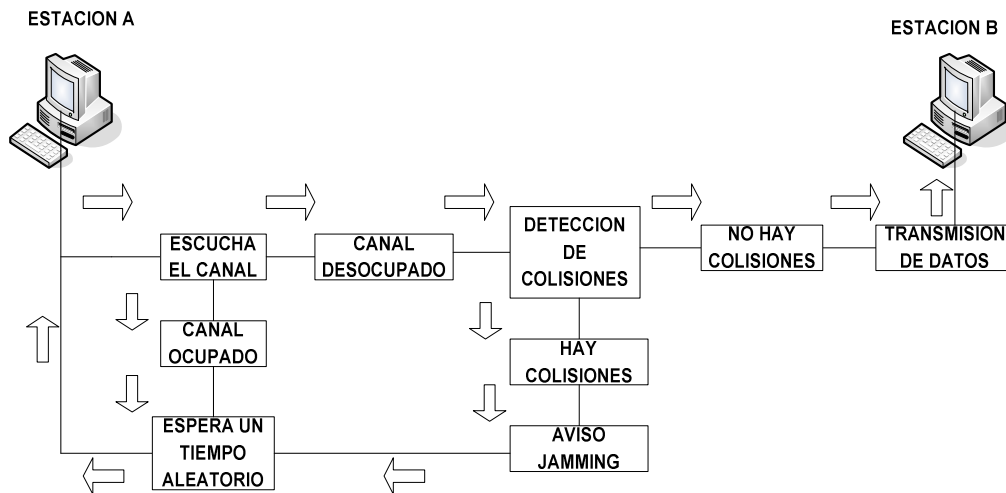 ESTACION A
ESTACION B
ESCUCHA
EL CANAL
CANAL
DESOCUPADO
DETECCION
DE
COLISIONES
NO HAY
COLISIONES
TRANSMISION
DE DATOS
CANAL
OCUPADO
HAY
COLISIONES
ESPERA UN
TIEMPO
ALEATORIO
AVISO
JAMMING